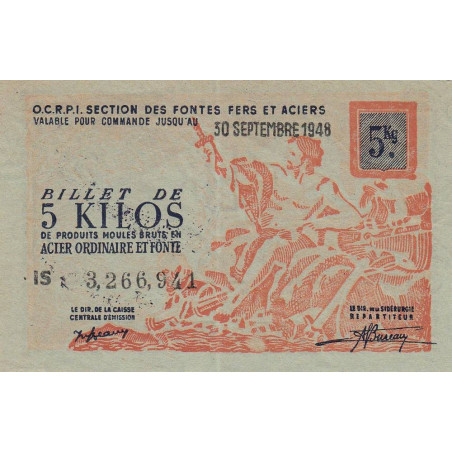 O.C.R.P.I. SECTION DES FONTES FERS ET ACIERS
VALABLE POUR COMMANDE JUSQU'AU 30 SEPTEMBRE 1948
5 Kg.
BILLET DE
5 KILOS
DE PRODUITS MOULÉS BRUTS EN
ACIER ORDINAIRE ET FONTE
IS 3,266,941
LE DIR. DE LA CAISSE
CENTRALE D'ÉMISSION
LE DIR. DE LA SIDÉRURGIE
RÉPARTITEUR